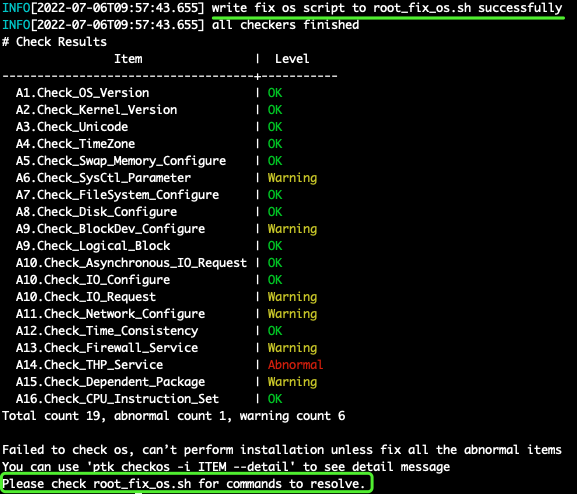 INFO[2022-07-06T09:57:43.655] write fix os script to root_fix_os.sh successfully
INFO[2022-07-06T09:57:43.655] all checkers finished
# Check Results
Item | Level
-------------------------------------+------------
A1.Check_OS_Version | OK
A2.Check_Kernel_Version | OK
A3.Check_Unicode | OK
A4.Check_TimeZone | OK
A5.Check_Swap_Memory_Configure | OK
A6.Check_SysCtl_Parameter | Warning
A7.Check_FileSystem_Configure | OK
A8.Check_Disk_Configure | OK
A9.Check_BlockDev_Configure | Warning
A9.Check_Logical_Block | OK
A10.Check_Asynchronous_IO_Request | OK
A10.Check_IO_Configure | OK
A10.Check_IO_Request | Warning
A11.Check_Network_Configure | Warning
A12.Check_Time_Consistency | OK
A13.Check_Firewall_Service | Warning
A14.Check_THP_Service | Abnormal
A15.Check_Dependent_Package | Warning
A16.Check_CPU_Instruction_Set | OK
Total count 19, abnormal count 1, warning count 6
Failed to check os, can’t perform installation unless fix all the abnormal items
You can use 'ptk checkos -i ITEM --detail' to see detail message
Please check root_fix_os.sh for commands to resolve.